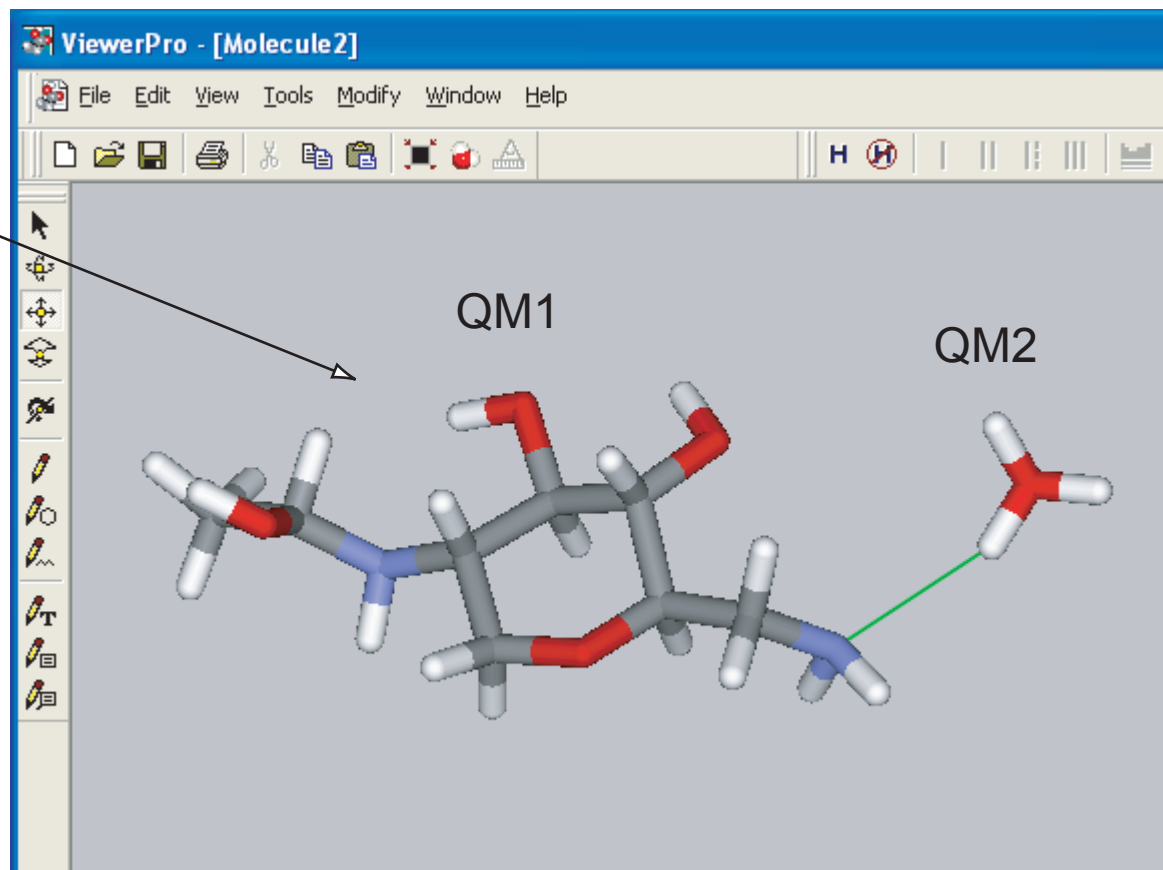 ViewerPro - [Molecule2]
File Edit View Tools Modify Window Help
H H
T
QM1
QM2